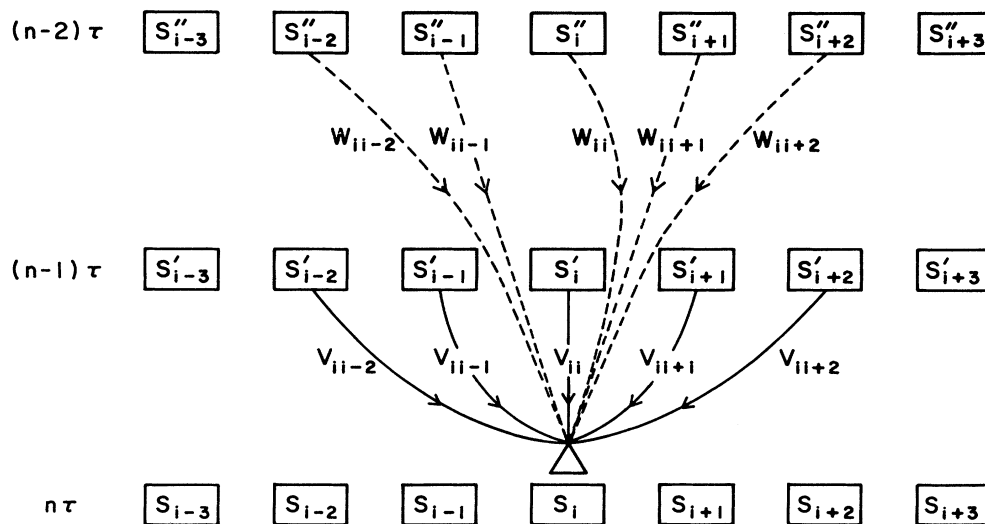 (n-2)τ S''ᵢ₋₃ S''ᵢ₋₂ S''ᵢ₋₁ S''ᵢ S''ᵢ₊₁ S''ᵢ₊₂ S''ᵢ₊₃
Wᵢᵢ₋₂ Wᵢᵢ₋₁ Wᵢᵢ Wᵢᵢ₊₁ Wᵢᵢ₊₂
(n-1)τ S'ᵢ₋₃ S'ᵢ₋₂ S'ᵢ₋₁ S'ᵢ S'ᵢ₊₁ S'ᵢ₊₂ S'ᵢ₊₃
Vᵢᵢ₋₂ Vᵢᵢ₋₁ Vᵢᵢ Vᵢᵢ₊₁ Vᵢᵢ₊₂
nτ Sᵢ₋₃ Sᵢ₋₂ Sᵢ₋₁ Sᵢ Sᵢ₊₁ Sᵢ₊₂ Sᵢ₊₃